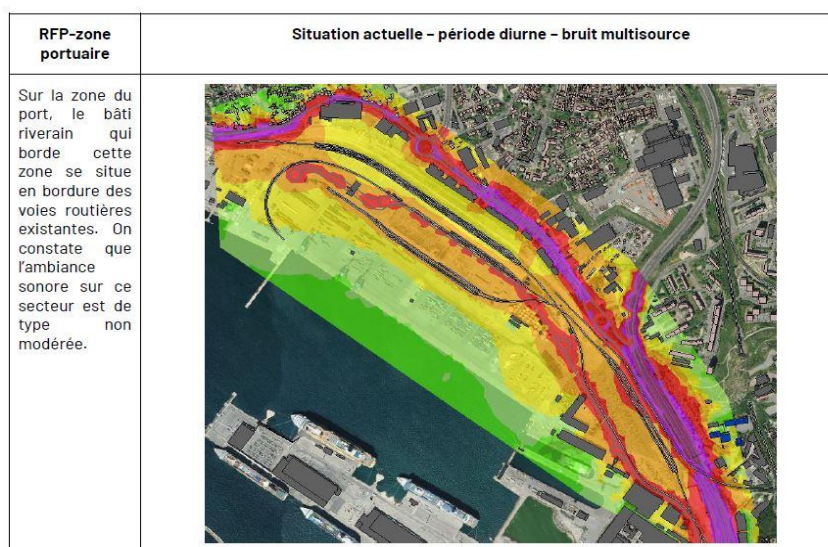 RFP-zone
portuaire
Situation actuelle – période diurne – bruit multisource
Sur la zone du
port, le bâti
riverain qui
borde cette
zone se situe
en bordure des
voies routières
existantes. On
constate que
l'ambiance
sonore sur ce
secteur est de
type non
modérée.